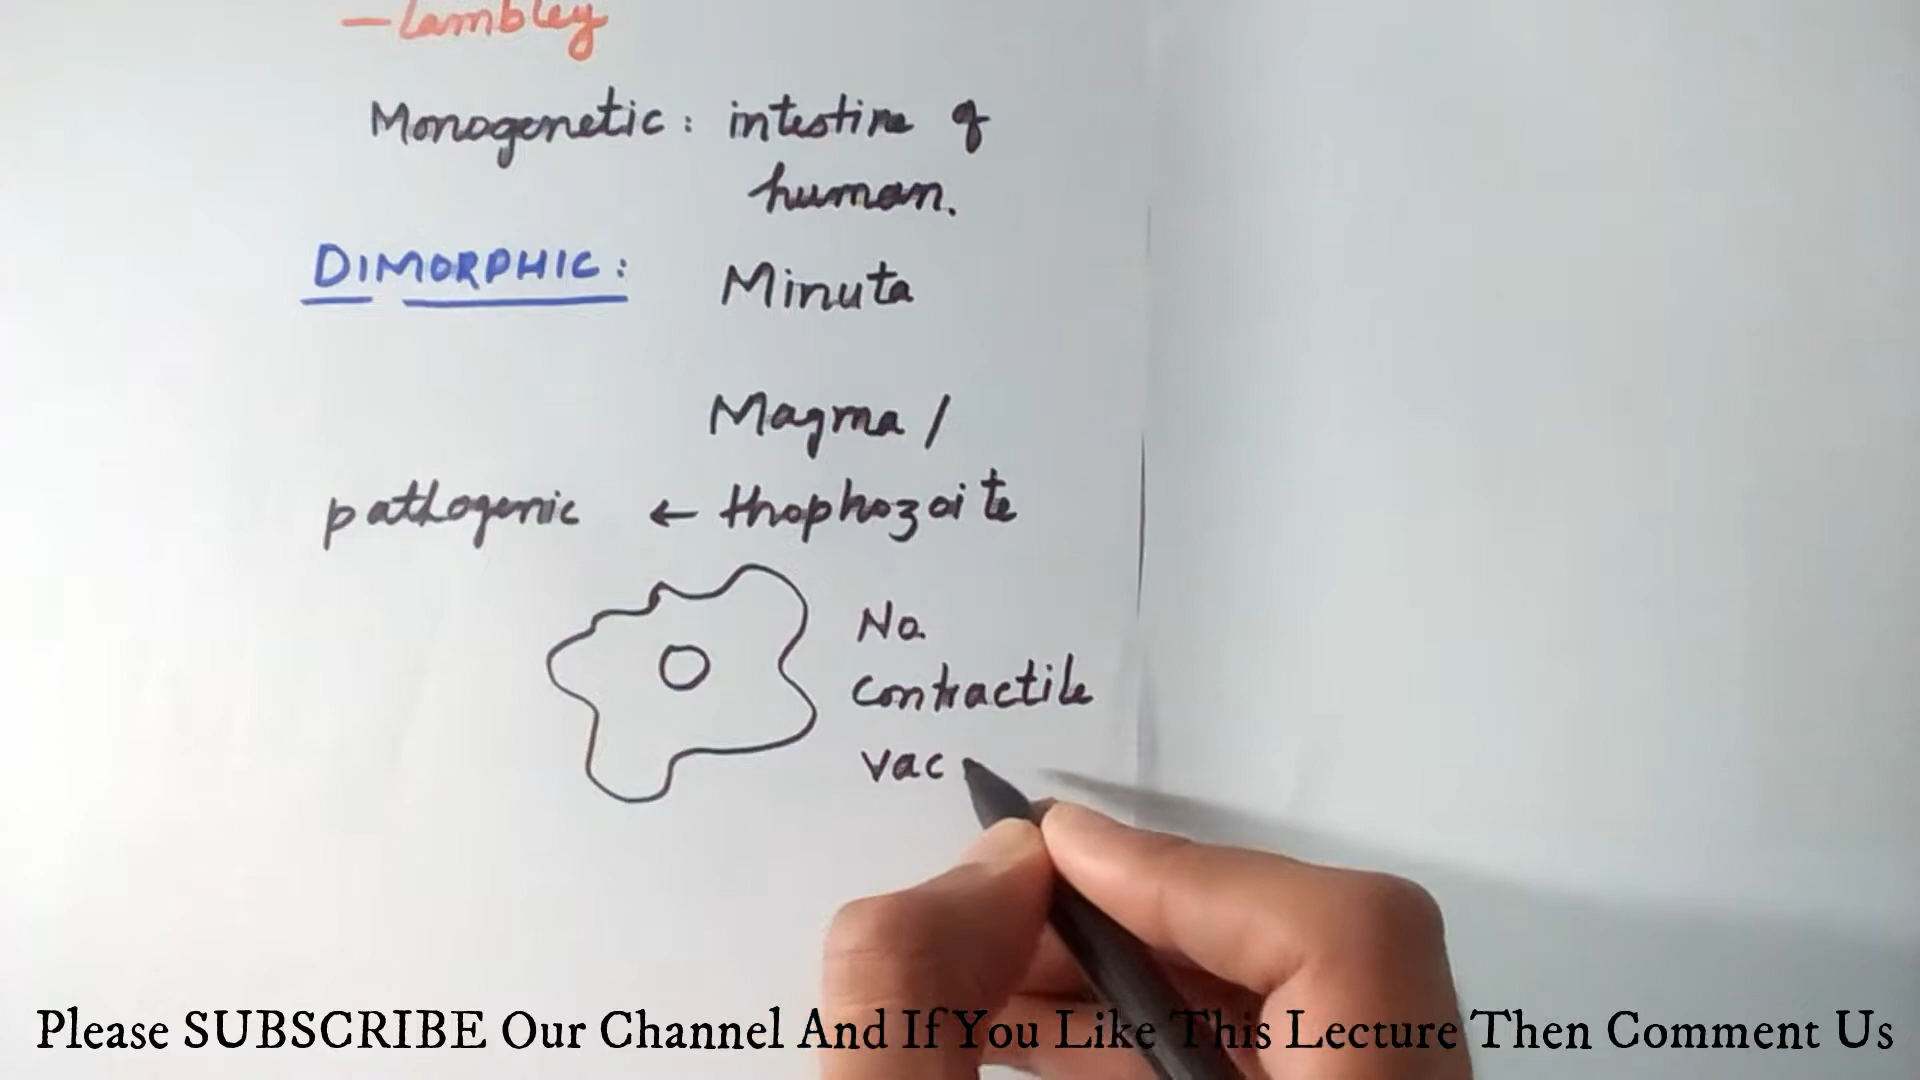 —Lambley
Monogenetic: intestine of
human.
DIMORPHIC: Minuta
Magma /
pathogenic ← thophozoite
No
contractile
vac
Please SUBSCRIBE Our Channel And If You Like This Lecture Then Comment Us